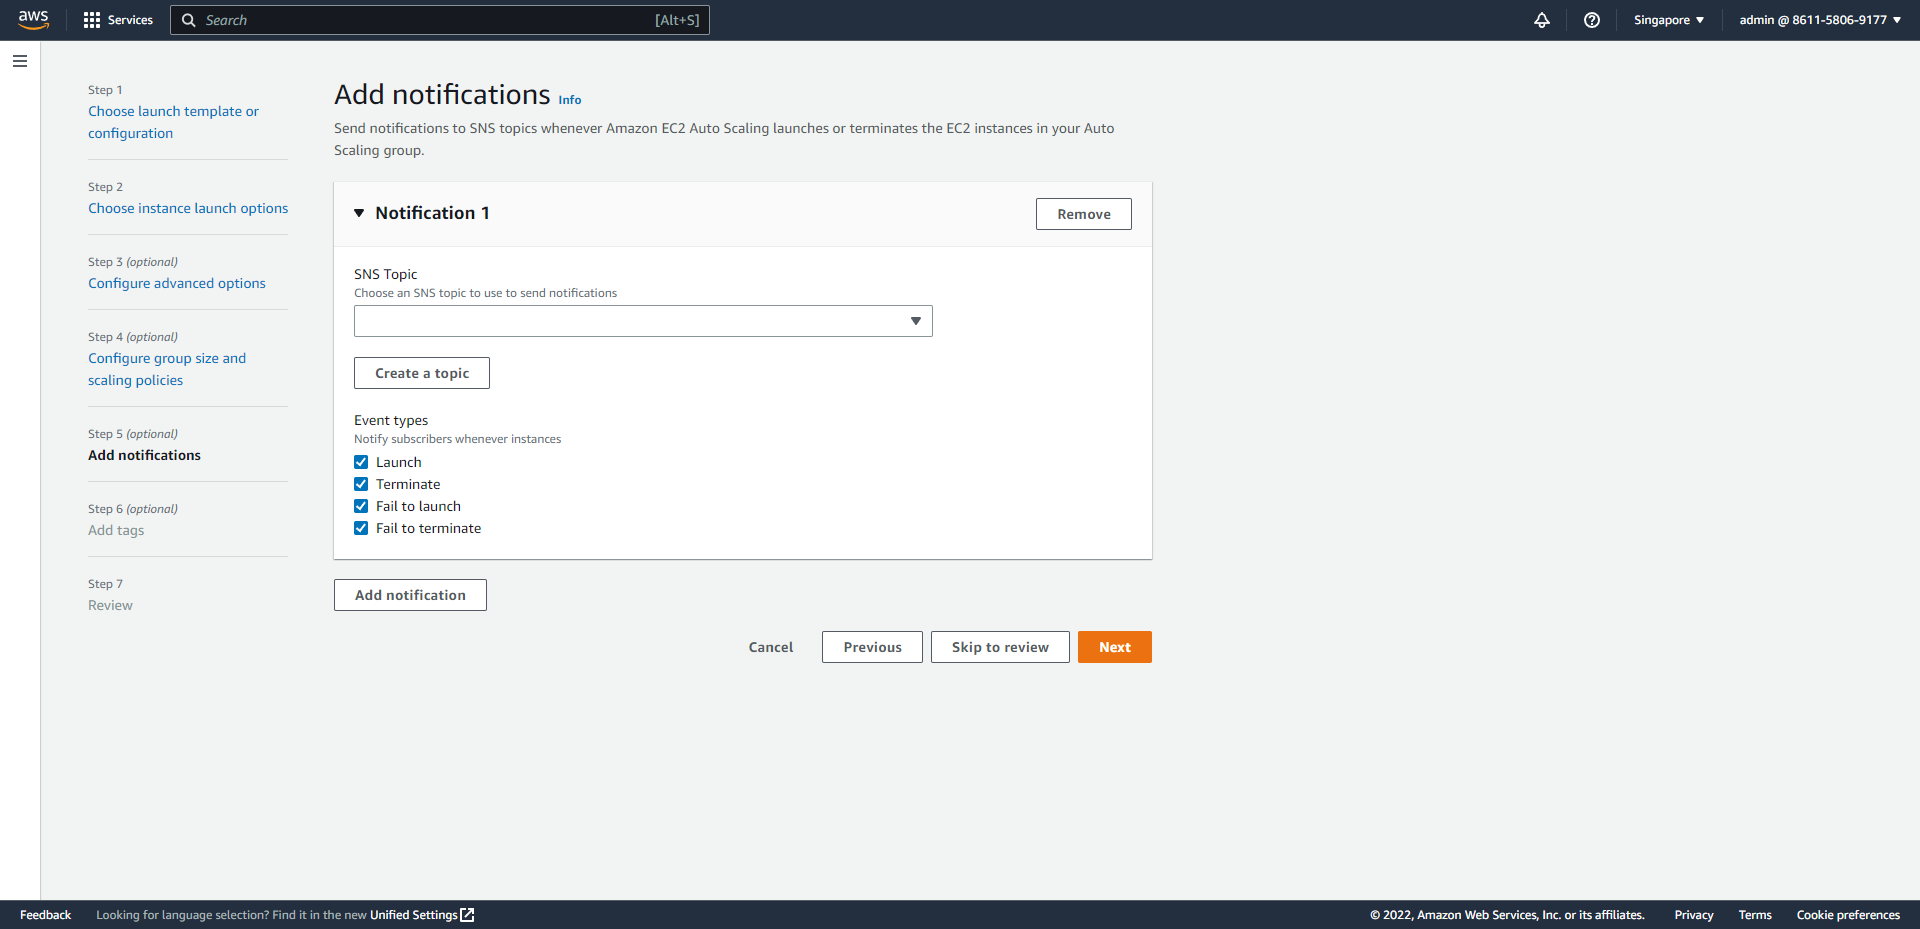 aws
Services
Search [Alt+S]
Singapore
admin @ 8611-5806-9177
Step 1
Choose launch template or
configuration
Step 2
Choose instance launch options
Step 3 (optional)
Configure advanced options
Step 4 (optional)
Configure group size and
scaling policies
Step 5 (optional)
Add notifications
Step 6 (optional)
Add tags
Step 7
Review
Add notifications Info
Send notifications to SNS topics whenever Amazon EC2 Auto Scaling launches or terminates the EC2 instances in your Auto
Scaling group.
Notification 1
Remove
SNS Topic
Choose an SNS topic to use to send notifications
Create a topic
Event types
Notify subscribers whenever instances
Launch
Terminate
Fail to launch
Fail to terminate
Add notification
Cancel
Previous
Skip to review
Next
Feedback
Looking for language selection? Find it in the new Unified Settings
© 2022, Amazon Web Services, Inc. or its affiliates.
Privacy
Terms
Cookie preferences